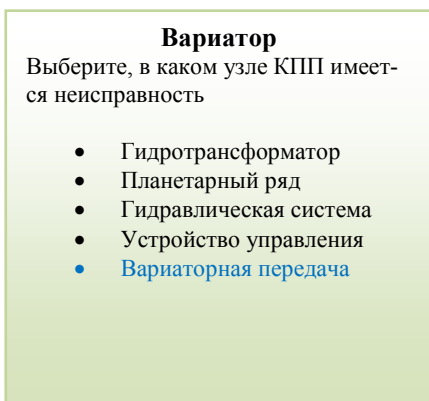 Вариатор
Выберите, в каком узле КПП имеет-
ся неисправность
• Гидротрансформатор
• Планетарный ряд
• Гидравлическая система
• Устройство управления
• Вариаторная передача